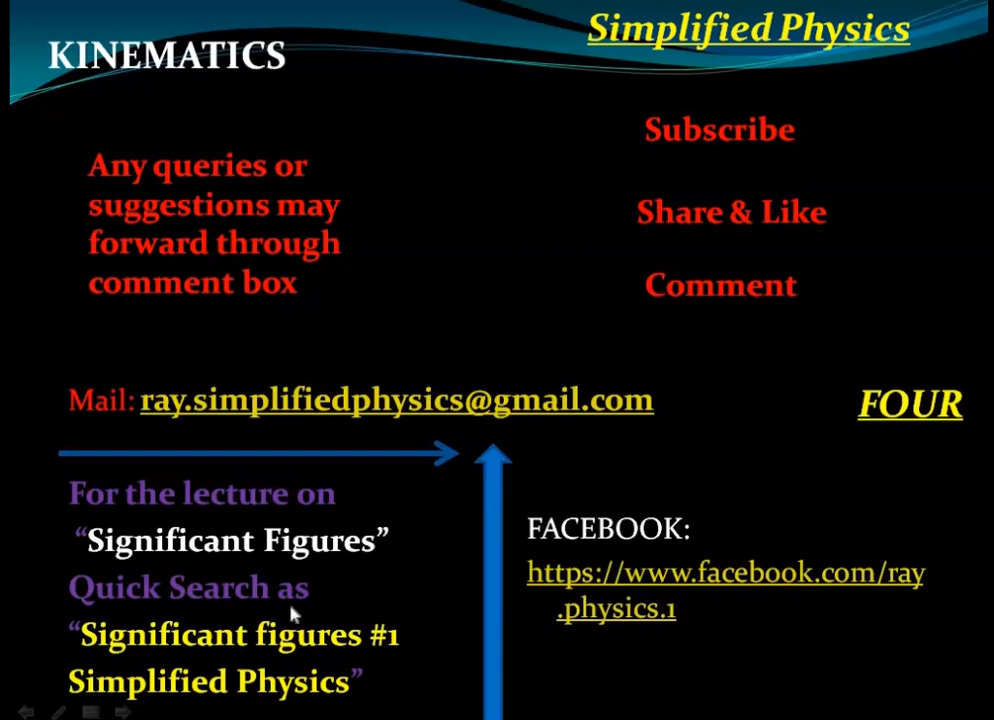 KINEMATICS
Simplified Physics
Any queries or
suggestions may
forward through
comment box
Subscribe
Share & Like
Comment
Mail: ray.simplifiedphysics@gmail.com
FOUR
For the lecture on
“Significant Figures”
Quick Search as
“Significant figures #1
Simplified Physics”
FACEBOOK:
https://www.facebook.com/ray
.physics.1